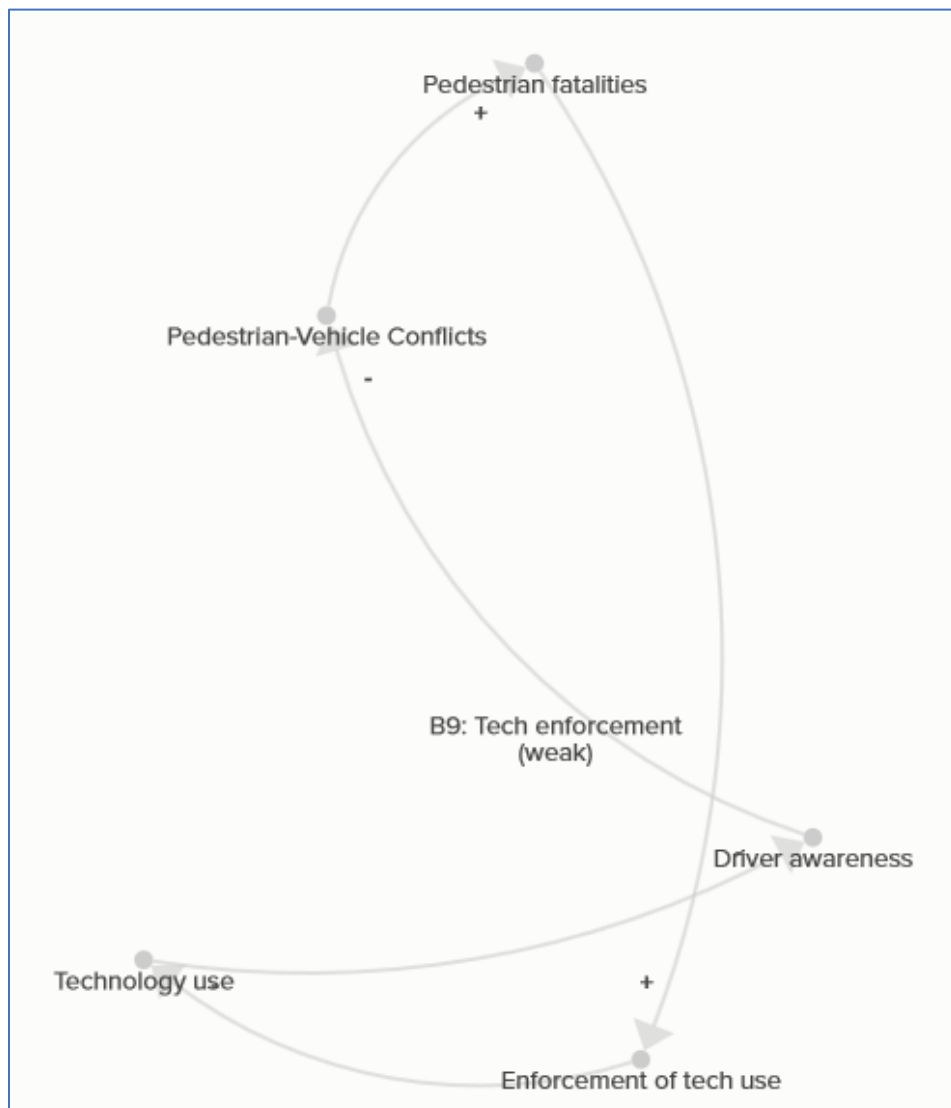 Pedestrian fatalities
+
Pedestrian-Vehicle Conflicts
-
B9: Tech enforcement
(weak)
Driver awareness
Technology use
+
Enforcement of tech use